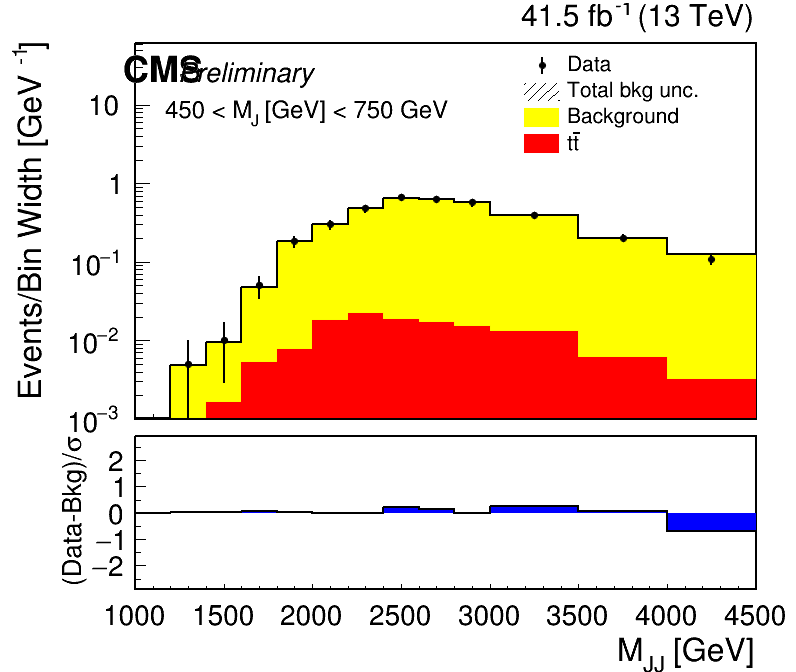 41.5 fb⁻¹ (13 TeV)
CMS Preliminary
450 < M_J [GeV] < 750 GeV
Data
Total bkg unc.
Background
tt̄
Events/Bin Width [GeV⁻¹]
10
1
10⁻¹
10⁻²
10⁻³
(Data-Bkg)/σ
2
1
0
−1
−2
1000 1500 2000 2500 3000 3500 4000 4500
M_JJ [GeV]